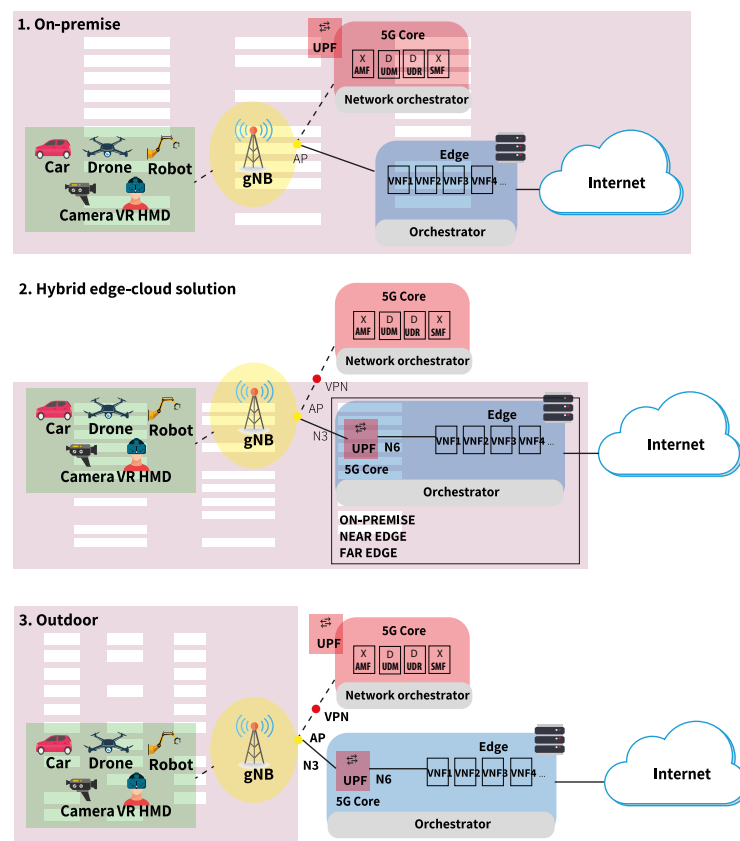 1. On-premise
UPF
5G Core
X D D X
AMF UDM UDR SMF
Network orchestrator
Car Drone Robot
Camera VR HMD
gNB
AP
Edge
VNF1 VNF2 VNF3 VNF4 ...
Orchestrator
Internet
2. Hybrid edge-cloud solution
5G Core
X D D X
AMF UDM UDR SMF
Network orchestrator
VPN
Car Drone Robot
Camera VR HMD
gNB
AP
N3
Edge
UPF N6
VNF1 VNF2 VNF3 VNF4 ...
5G Core
Orchestrator
ON-PREMISE
NEAR EDGE
FAR EDGE
Internet
3. Outdoor
UPF
5G Core
X D D X
AMF UDM UDR SMF
Network orchestrator
VPN
Car Drone Robot
Camera VR HMD
gNB
AP
N3
Edge
UPF N6
VNF1 VNF2 VNF3 VNF4 ...
5G Core
Orchestrator
Internet